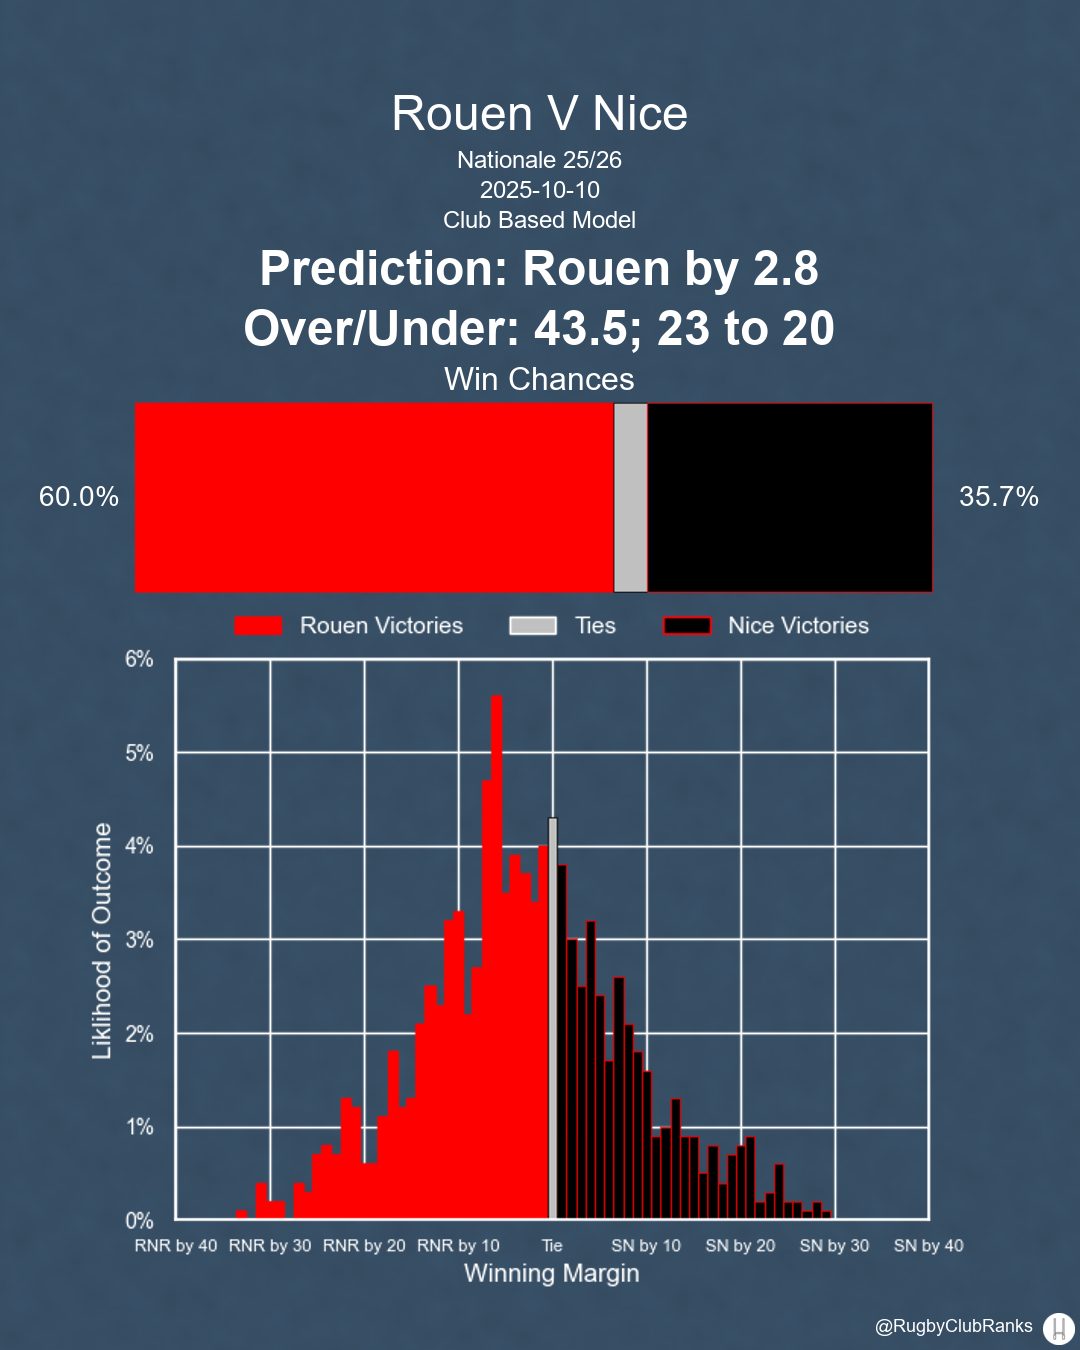 Rouen V Nice
Nationale 25/26
2025-10-10
Club Based Model
Prediction: Rouen by 2.8
Over/Under: 43.5; 23 to 20
Win Chances
60.0%
35.7%
Rouen Victories
Ties
Nice Victories
6%
5%
4%
3%
2%
1%
0%
Liklihood of Outcome
RNR by 40
RNR by 30
RNR by 20
RNR by 10
Tie
SN by 10
SN by 20
SN by 30
SN by 40
Winning Margin
@RugbyClubRanks